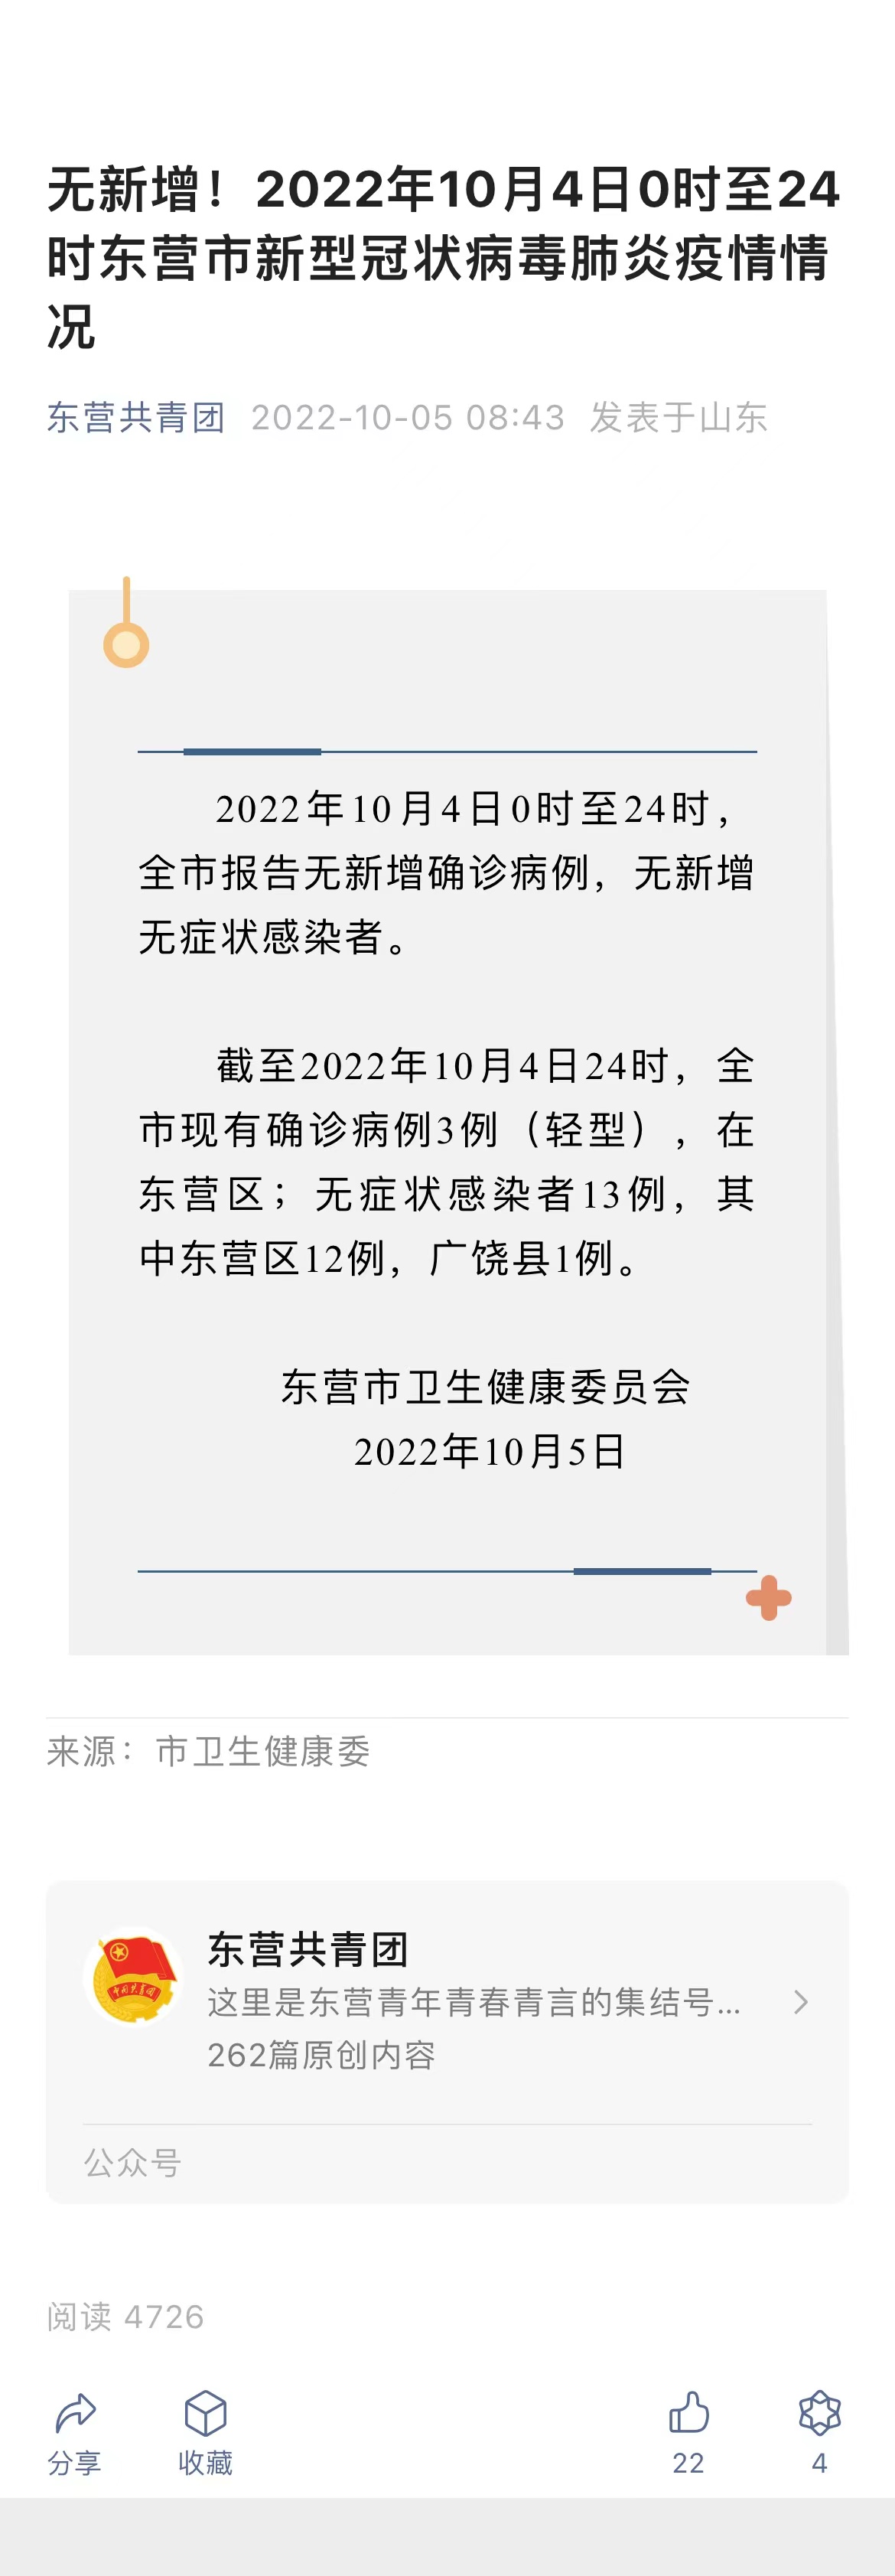 无新增！2022年10月4日0时至24
时东营市新型冠状病毒肺炎疫情情
况
东营共青团 2022-10-05 08:43 发表于山东
2022年10月4日0时至24时，
全市报告无新增确诊病例，无新增
无症状感染者。
截至2022年10月4日24时，全
市现有确诊病例3例（轻型），在
东营区；无症状感染者13例，其
中东营区12例，广饶县1例。
东营市卫生健康委员会
2022年10月5日
来源：市卫生健康委
中国共青团
东营共青团
这里是东营青年青春青言的集结号...
262篇原创内容
公众号
阅读 4726
分享 收藏 22 4